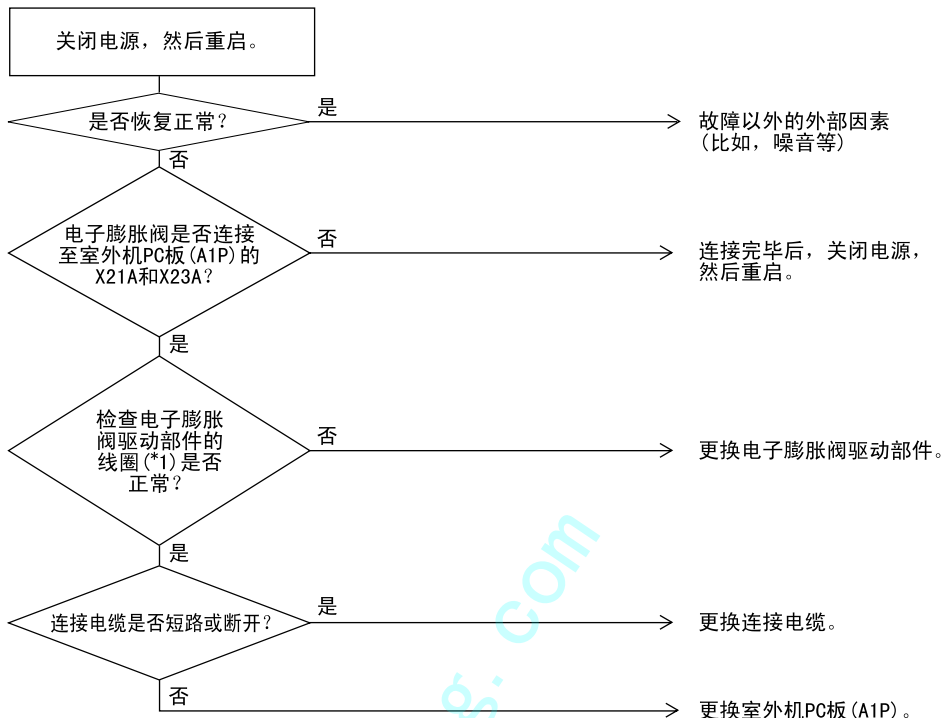 关闭电源，然后重启。
是否恢复正常？
是
故障以外的外部因素
(比如，噪音等)
否
电子膨胀阀是否连接
至室外机PC板(A1P)的
X21A和X23A？
否
连接完毕后，关闭电源，
然后重启。
是
检查电子膨胀
阀驱动部件的
线圈(*1)是否
正常？
否
更换电子膨胀阀驱动部件。
是
连接电缆是否短路或断开？
是
更换连接电缆。
否
更换室外机PC板(A1P)。
g.com